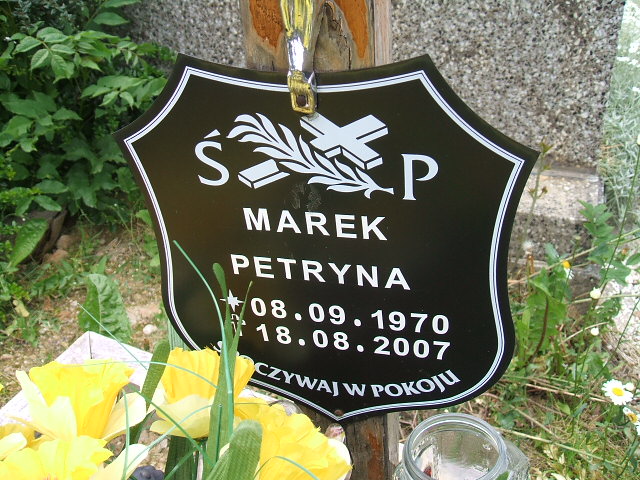 Ś P
MAREK
PETRYNA
08.09.1970
18.08.2007
W POKOJU